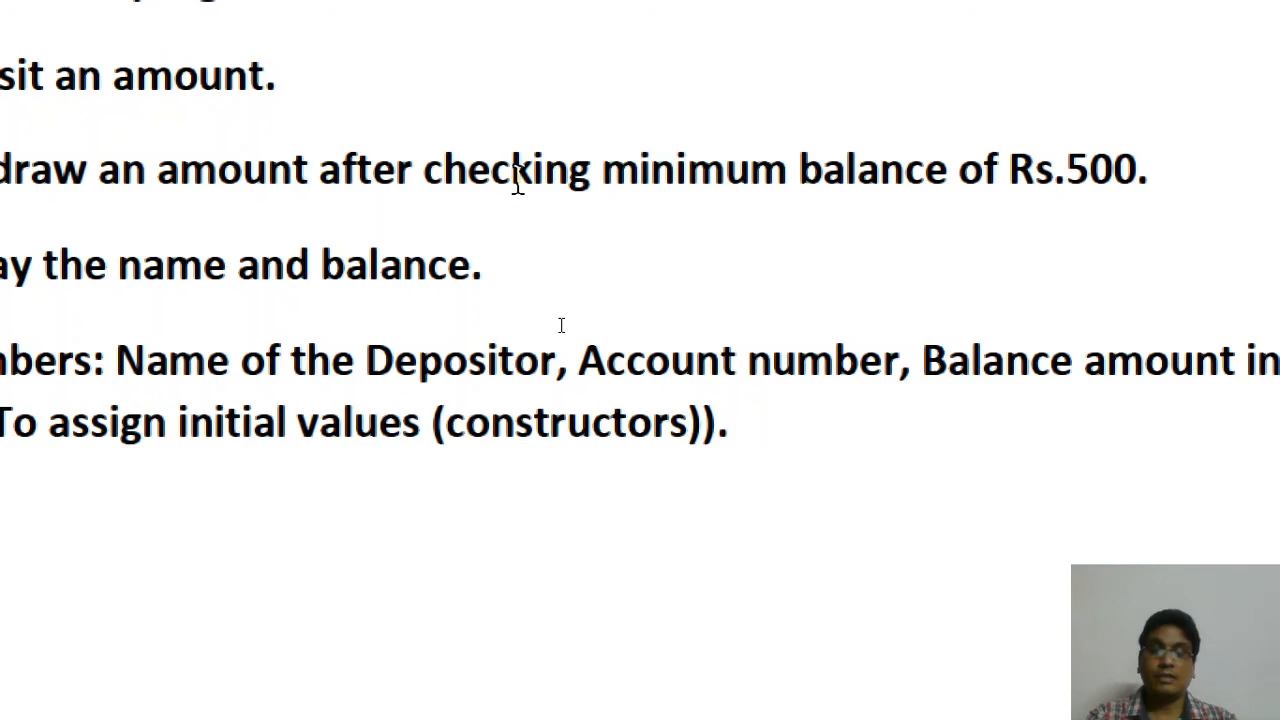 sit an amount.
draw an amount after checking minimum balance of Rs.500.
ay the name and balance.
nbers: Name of the Depositor, Account number, Balance amount in
To assign initial values (constructors)).